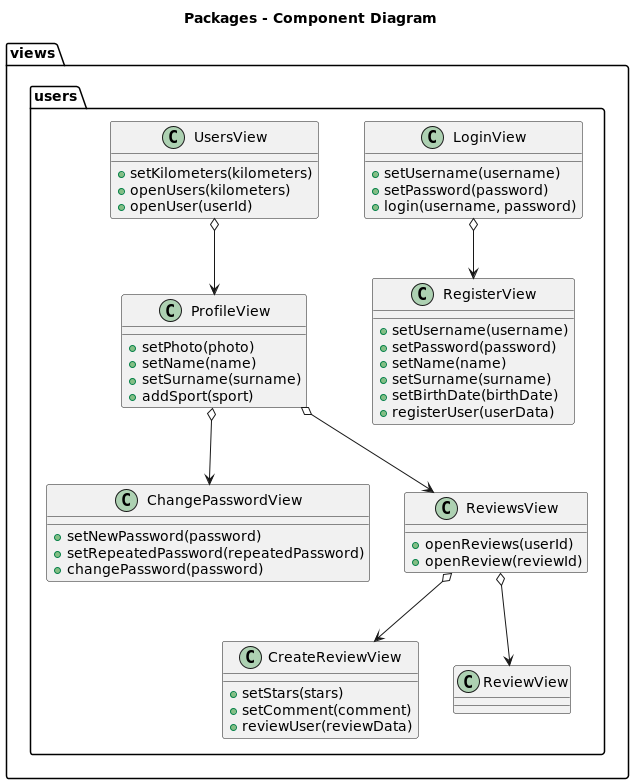 Packages - Component Diagram
views
users
C UsersView
setKilometers(kilometers)
openUsers(kilometers)
openUser(userId)
C LoginView
setUsername(username)
setPassword(password)
login(username, password)
C ProfileView
setPhoto(photo)
setName(name)
setSurname(surname)
addSport(sport)
C RegisterView
setUsername(username)
setPassword(password)
setName(name)
setSurname(surname)
setBirthDate(birthDate)
registerUser(userData)
C ChangePasswordView
setNewPassword(password)
setRepeatedPassword(repeatedPassword)
changePassword(password)
C ReviewsView
openReviews(userId)
openReview(reviewId)
C CreateReviewView
setStars(stars)
setComment(comment)
reviewUser(reviewData)
C ReviewView